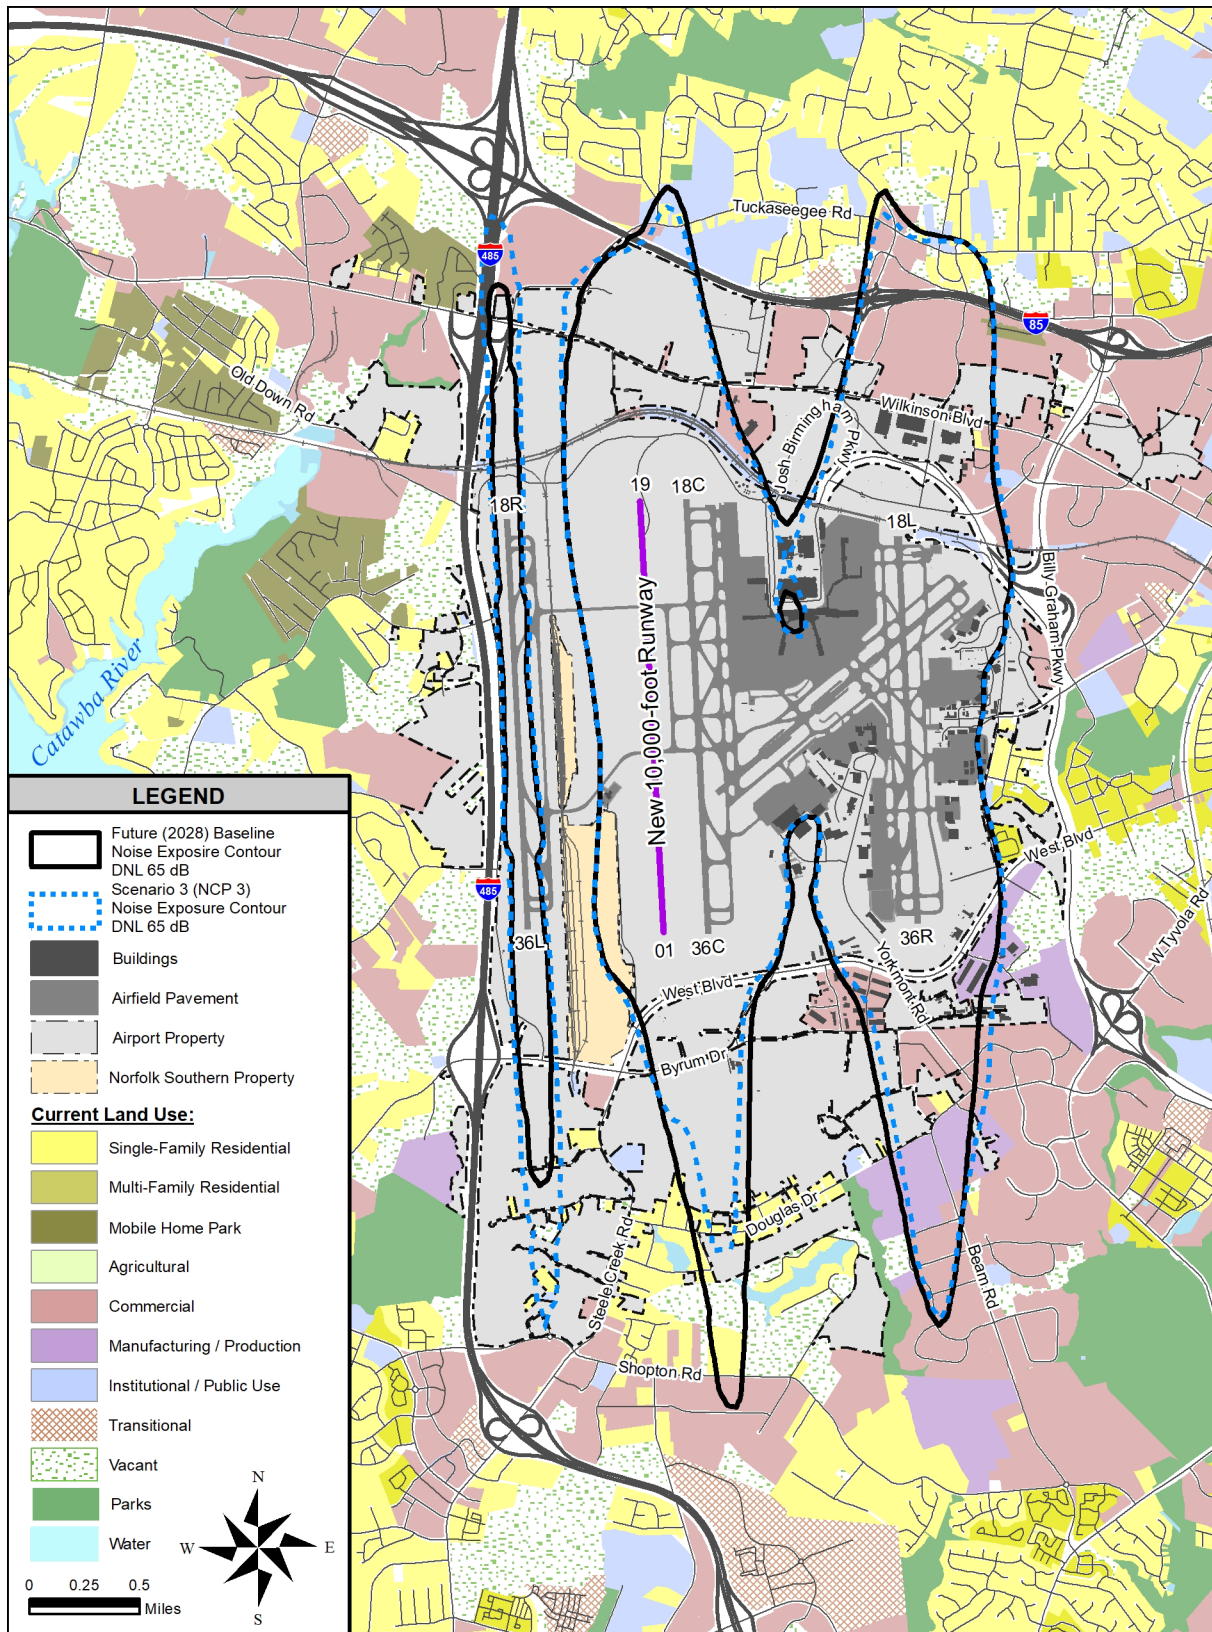 Tuckaseegee Rd
485
85
Old Down Rd
Wilkinson Blvd
Josh Birmingham Pkwy
19
18C
18R
18L
Billy Graham Pkwy
Catawba River
New 10,000-foot Runway
West Blvd
W Tyvola Rd
485
36L
01
36C
36R
Yorkmont Rd
West Blvd
Byrum Dr
Douglas Dr
Steele Creek Rd
Beam Rd
Shopton Rd
LEGEND
Future (2028) Baseline
Noise Exposire Contour
DNL 65 dB
Scenario 3 (NCP 3)
Noise Exposure Contour
DNL 65 dB
Buildings
Airfield Pavement
Airport Property
Norfolk Southern Property
Current Land Use:
Single-Family Residential
Multi-Family Residential
Mobile Home Park
Agricultural
Commercial
Manufacturing / Production
Institutional / Public Use
Transitional
Vacant
Parks
Water
N
W E
S
0 0.25 0.5
Miles